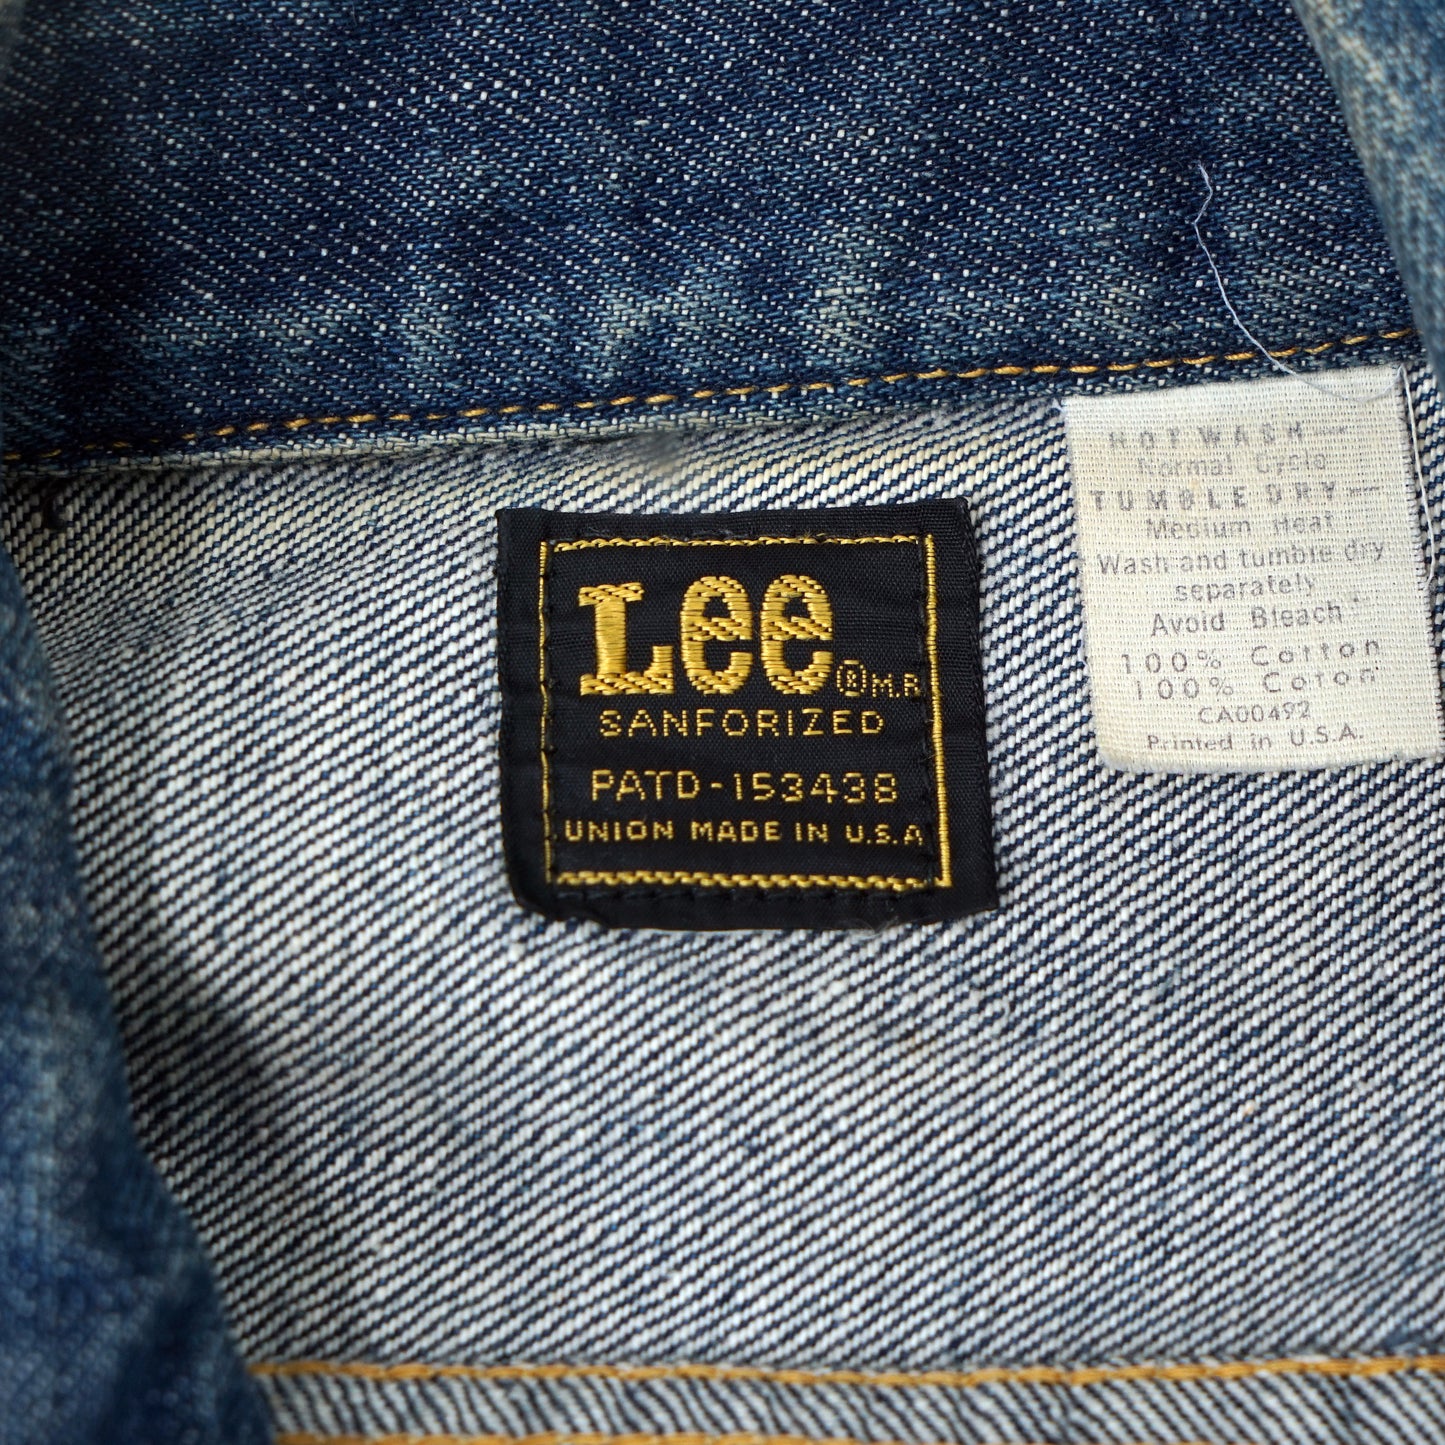 Lee ® M.R.
SANFORIZED
PATD-153438
UNION MADE IN U.S.A.
HOT WASH—
Normal Cycle
TUMBLE DRY—
Medium Heat
Wash and tumble dry
separately
Avoid Bleach
100% Cotton
100% Coton
CA00492
Printed in U.S.A.